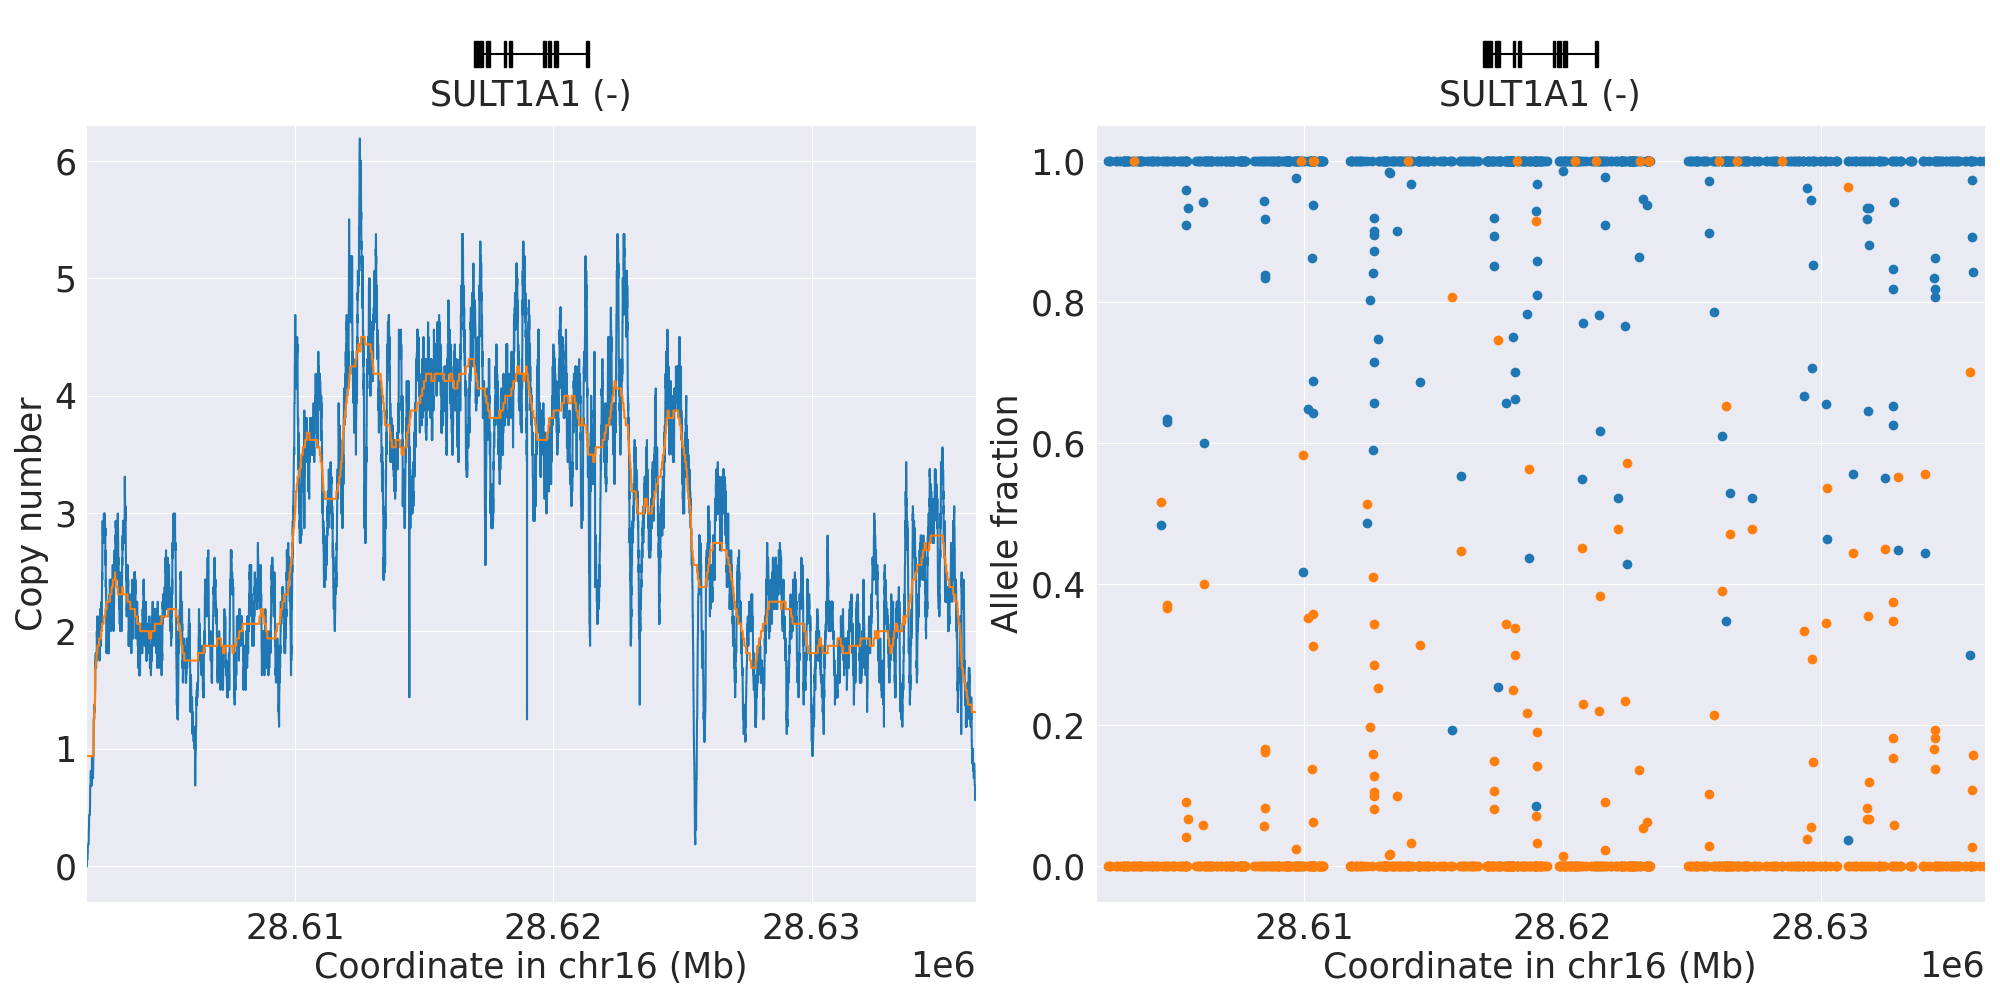 SULT1A1 (-)
6
5
4
3
2
1
0
Copy number
28.61
28.62
28.63
Coordinate in chr16 (Mb)
1e6
SULT1A1 (-)
1.0
0.8
0.6
0.4
0.2
0.0
Allele fraction
28.61
28.62
28.63
Coordinate in chr16 (Mb)
1e6